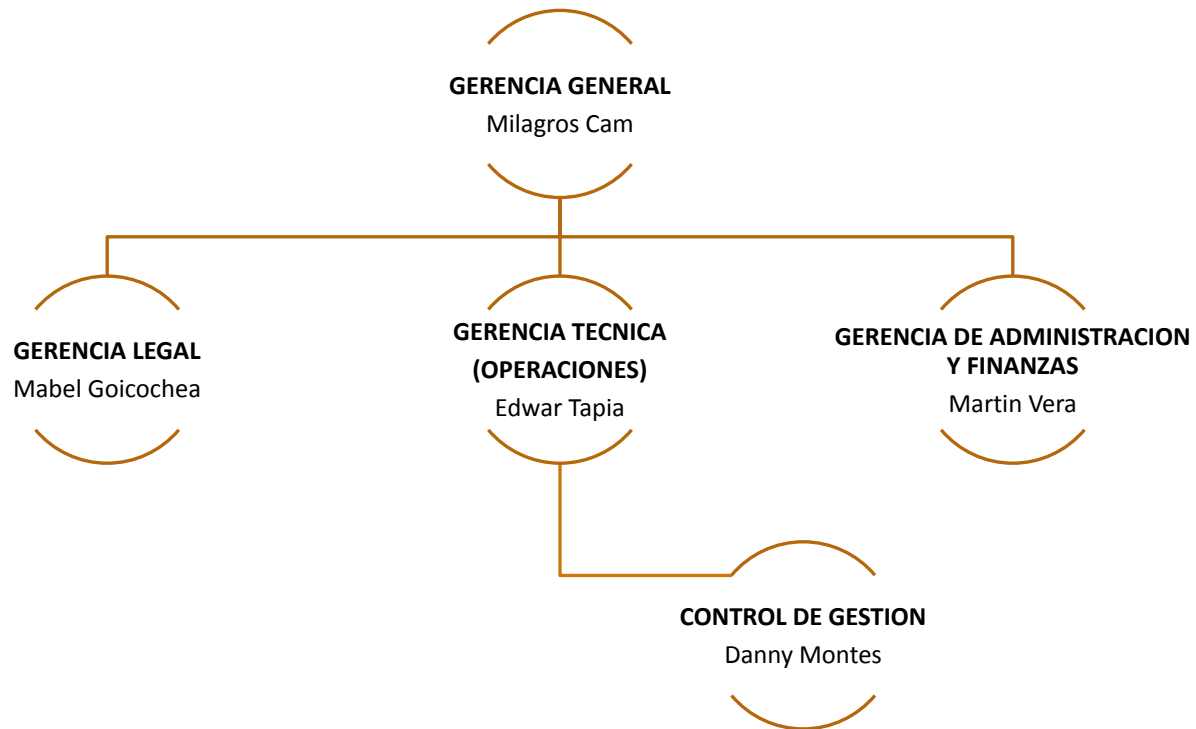 GERENCIA GENERAL
Milagros Cam
GERENCIA LEGAL
Mabel Goicochea
GERENCIA TECNICA
(OPERACIONES)
Edwar Tapia
GERENCIA DE ADMINISTRACION
Y FINANZAS
Martin Vera
CONTROL DE GESTION
Danny Montes